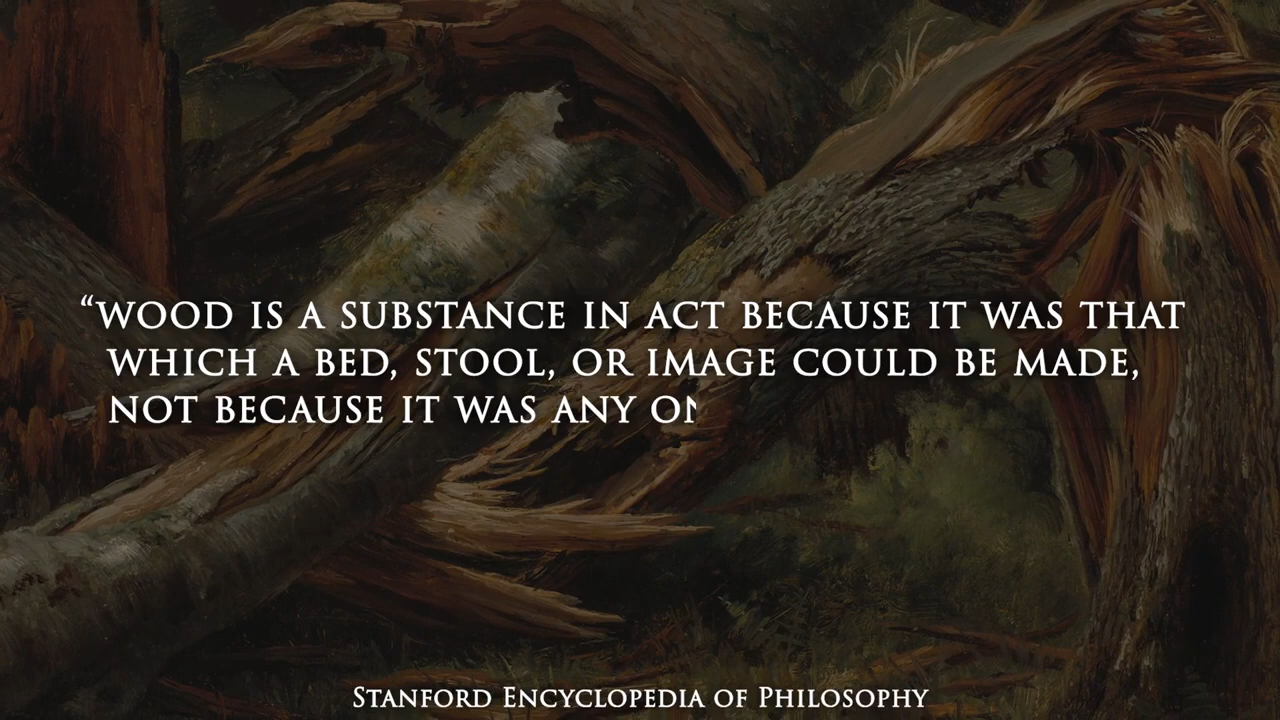 “WOOD IS A SUBSTANCE IN ACT BECAUSE IT WAS THAT
WHICH A BED, STOOL, OR IMAGE COULD BE MADE,
NOT BECAUSE IT WAS ANY
STANFORD ENCYCLOPEDIA OF PHILOSOPHY